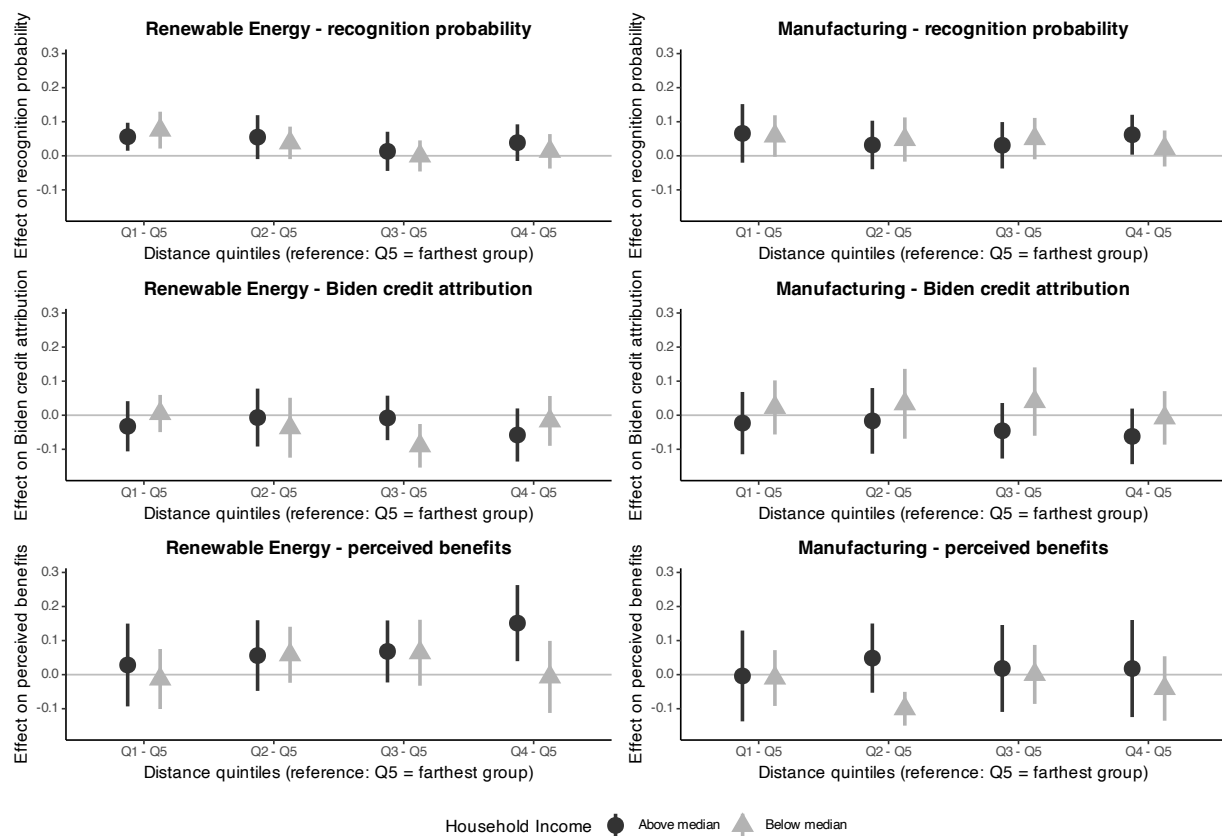 Renewable Energy - recognition probability
Effect on recognition probability
0.3
0.2
0.1
0.0
-0.1
Q1 - Q5 Q2 - Q5 Q3 - Q5 Q4 - Q5
Distance quintiles (reference: Q5 = farthest group)
Manufacturing - recognition probability
Effect on recognition probability
0.3
0.2
0.1
0.0
-0.1
Q1 - Q5 Q2 - Q5 Q3 - Q5 Q4 - Q5
Distance quintiles (reference: Q5 = farthest group)
Renewable Energy - Biden credit attribution
Effect on Biden credit attribution
0.3
0.2
0.1
0.0
-0.1
Q1 - Q5 Q2 - Q5 Q3 - Q5 Q4 - Q5
Distance quintiles (reference: Q5 = farthest group)
Manufacturing - Biden credit attribution
Effect on Biden credit attribution
0.3
0.2
0.1
0.0
-0.1
Q1 - Q5 Q2 - Q5 Q3 - Q5 Q4 - Q5
Distance quintiles (reference: Q5 = farthest group)
Renewable Energy - perceived benefits
Effect on perceived benefits
0.3
0.2
0.1
0.0
-0.1
Q1 - Q5 Q2 - Q5 Q3 - Q5 Q4 - Q5
Distance quintiles (reference: Q5 = farthest group)
Manufacturing - perceived benefits
Effect on perceived benefits
0.3
0.2
0.1
0.0
-0.1
Q1 - Q5 Q2 - Q5 Q3 - Q5 Q4 - Q5
Distance quintiles (reference: Q5 = farthest group)
Household Income Above median Below median